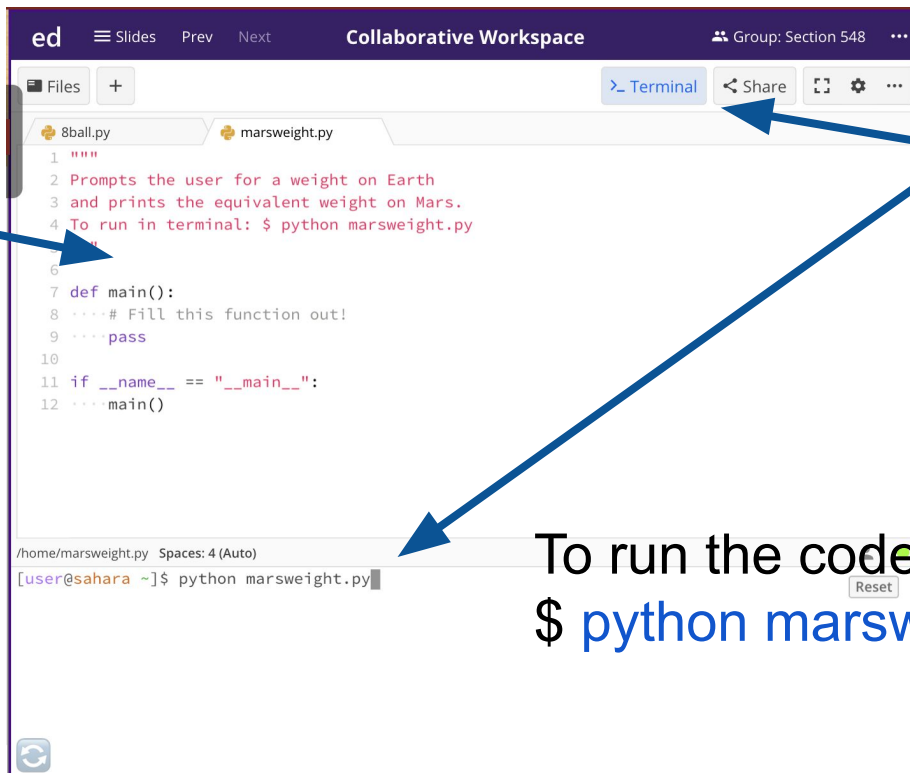 ed Slides Prev Next Collaborative Workspace Group: Section 548 ...
Files + >_ Terminal Share ...
8ball.py marsweight.py
1 """
2 Prompts the user for a weight on Earth
3 and prints the equivalent weight on Mars.
4 To run in terminal: $ python marsweight.py
5 "
6
7 def main():
8 ····# Fill this function out!
9 ····pass
10
11 if __name__ == "__main__":
12 ····main()
/home/marsweight.py Spaces: 4 (Auto)
[user@sahara ~]$ python marsweight.py
Reset
To run the code
$ python marsw